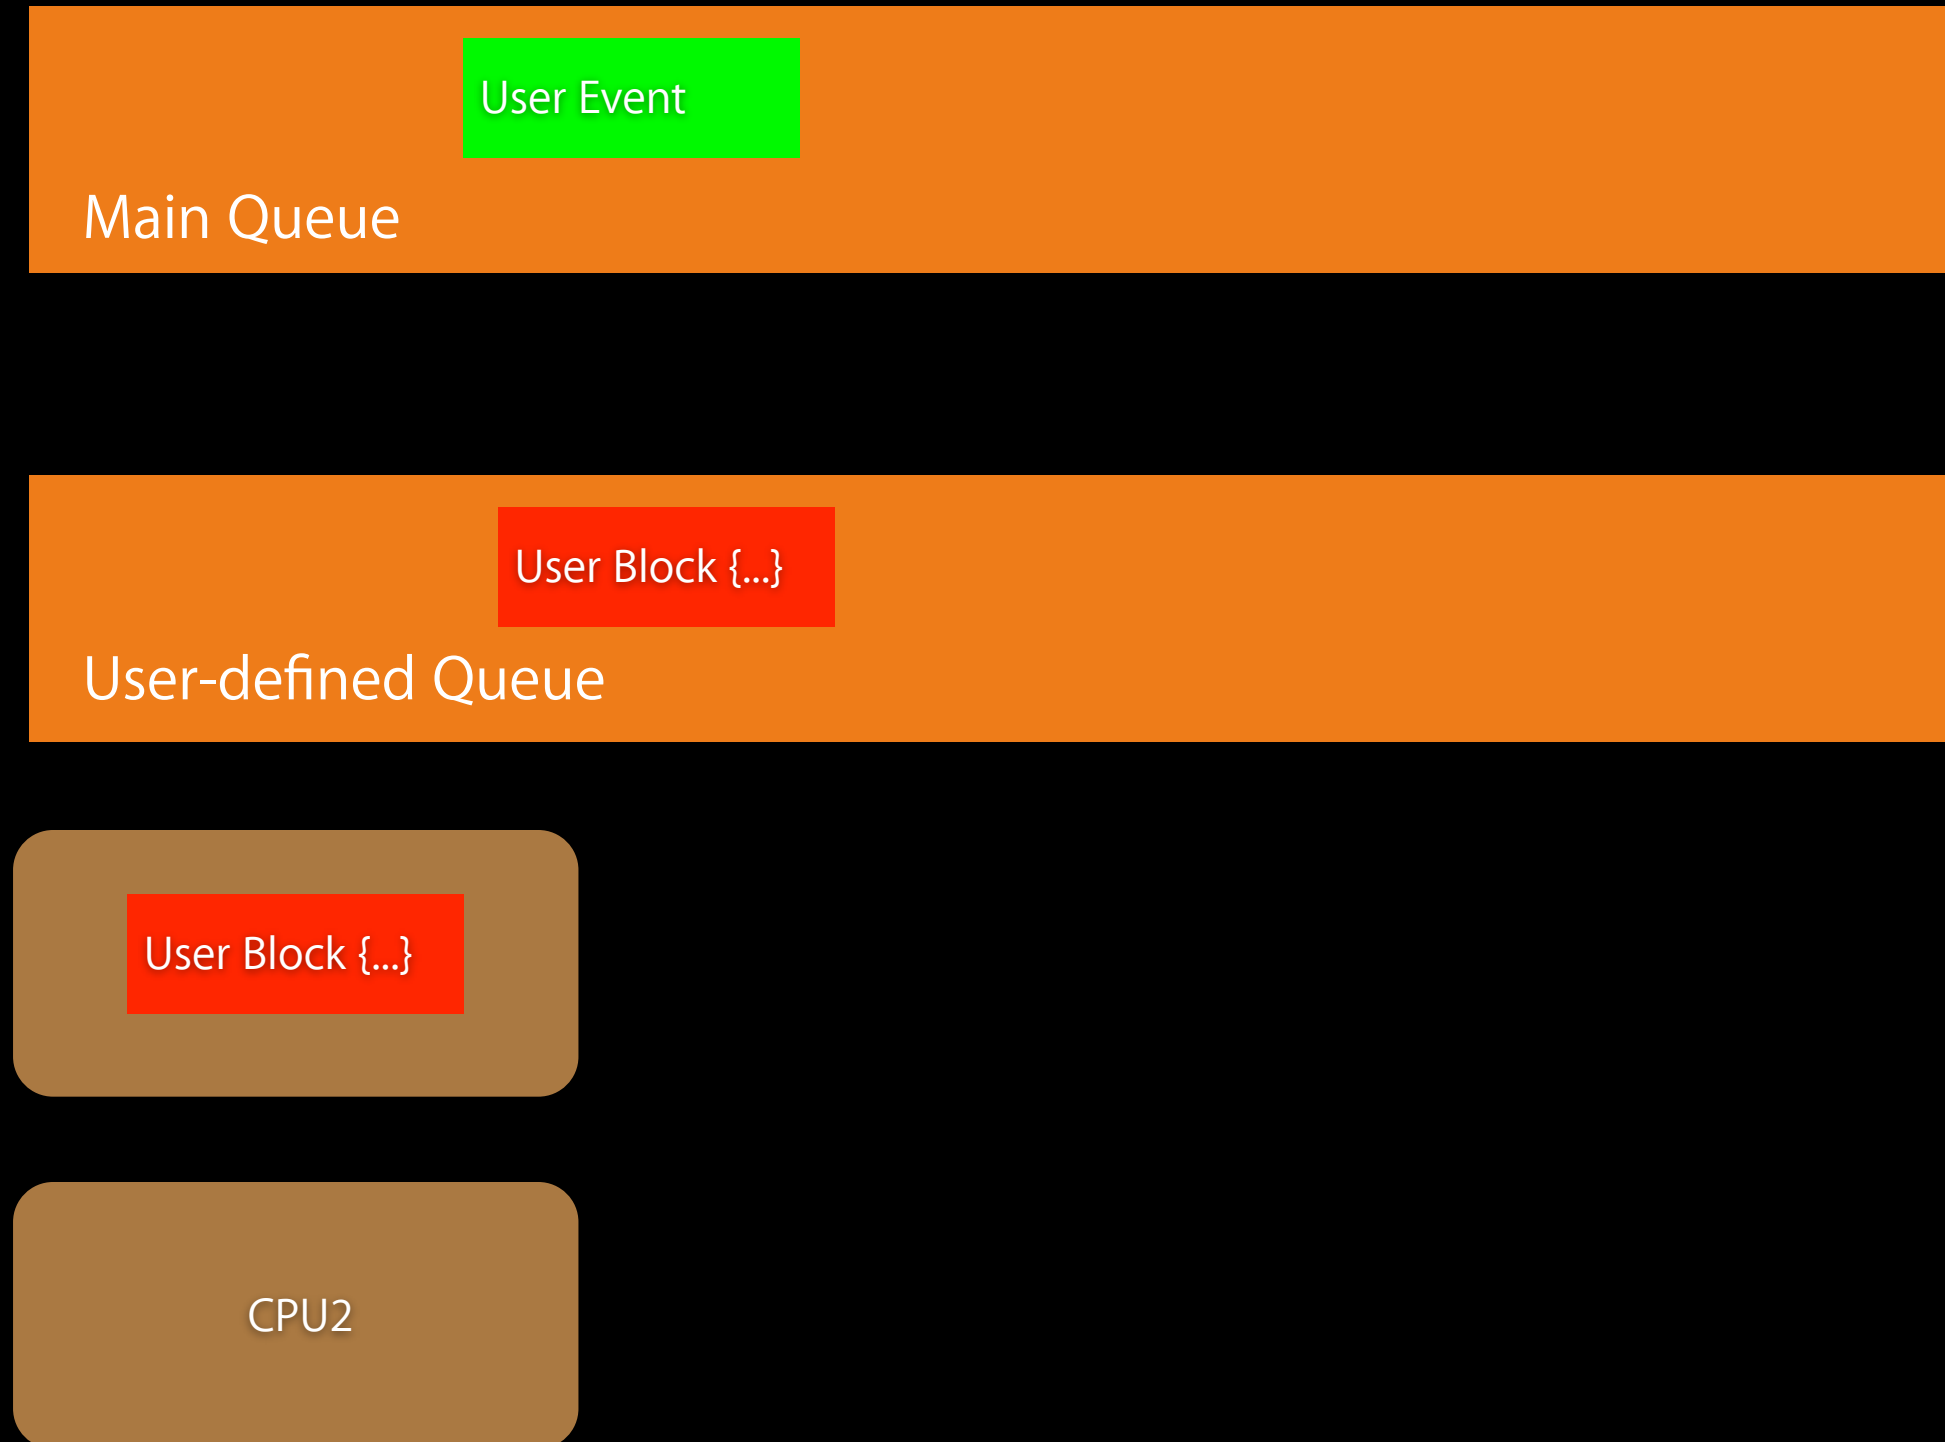 User Event
Main Queue
User Block {...}
User-defined Queue
User Block {...}
CPU2